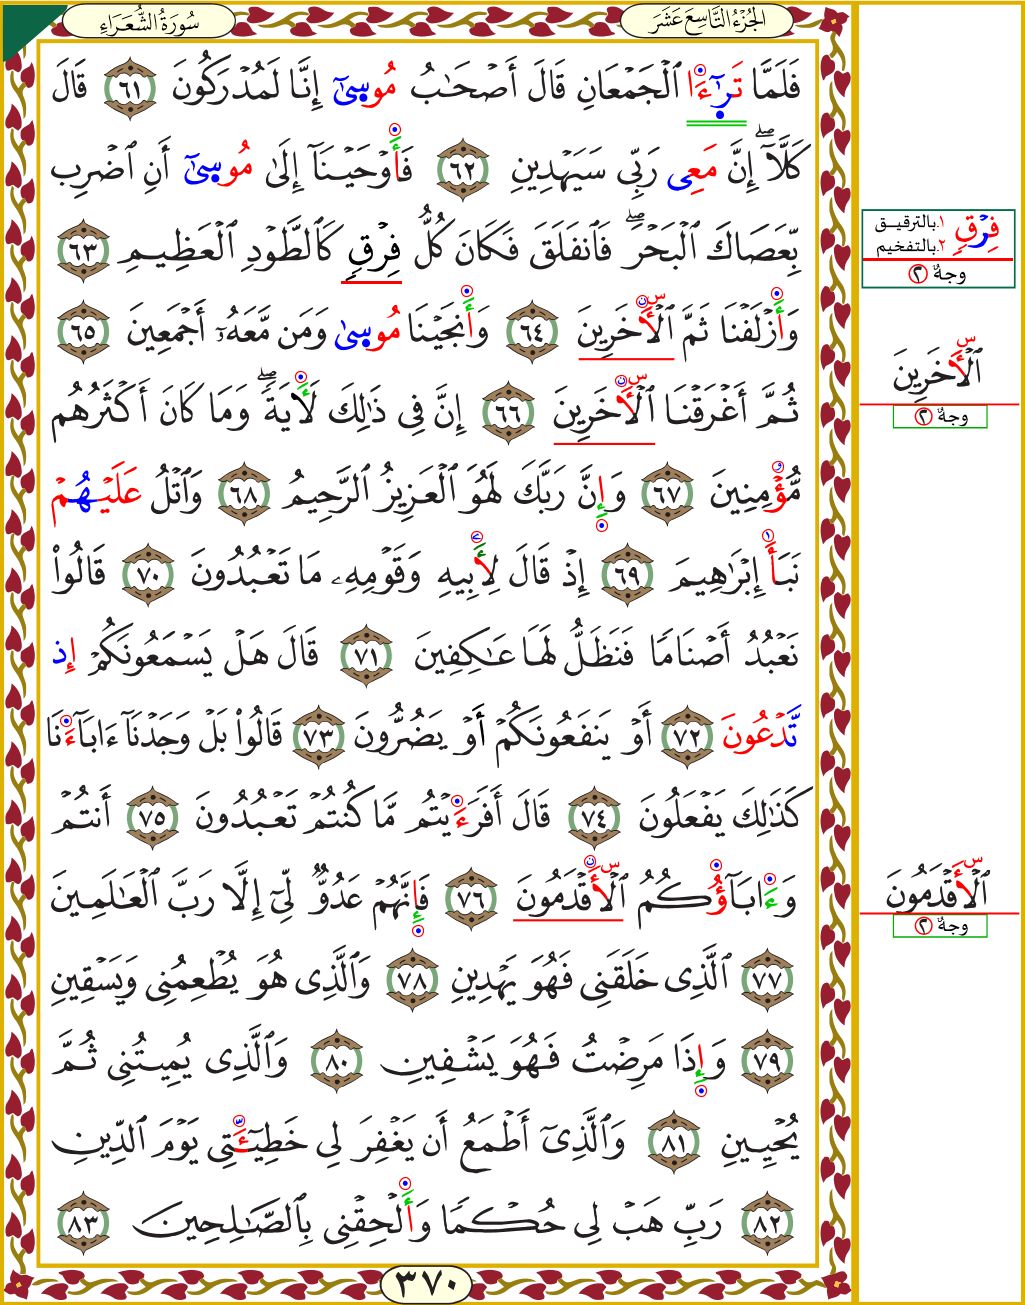 سُورَةُ الشُّعَرَاءِ
الجُزْءُ التَّاسِعَ عَشَرَ
فَلَمَّا تَرَٰٓءَا ٱلْجَمْعَانِ قَالَ أَصْحَٰبُ مُوسَىٰٓ إِنَّا لَمُدْرَكُونَ ٦١ قَالَ
كَلَّآ ۖ إِنَّ مَعِى رَبِّى سَيَهْدِينِ ٦٢ فَأَوْحَيْنَآ إِلَىٰ مُوسَىٰٓ أَنِ ٱضْرِب
بِّعَصَاكَ ٱلْبَحْرَ ۖ فَٱنفَلَقَ فَكَانَ كُلُّ فِرْقٍ كَٱلطَّوْدِ ٱلْعَظِيمِ ٦٣
وَأَزْلَفْنَا ثَمَّ ٱلْأَخَرِينَ ٦٤ وَأَنجَيْنَا مُوسَىٰ وَمَن مَّعَهُۥٓ أَجْمَعِينَ ٦٥
ثُمَّ أَغْرَقْنَا ٱلْأَخَرِينَ ٦٦ إِنَّ فِى ذَٰلِكَ لَأَيَةً ۖ وَمَا كَانَ أَكْثَرُهُم
مُّؤْمِنِينَ ٦٧ وَإِنَّ رَبَّكَ لَهُوَ ٱلْعَزِيزُ ٱلرَّحِيمُ ٦٨ وَٱتْلُ عَلَيْهُمْ
نَبَأَ إِبْرَٰهِيمَ ٦٩ إِذْ قَالَ لِأَبِيهِ وَقَوْمِهِۦ مَا تَعْبُدُونَ ٧٠ قَالُوا۟
نَعْبُدُ أَصْنَامًا فَنَظَلُّ لَهَا عَٰكِفِينَ ٧١ قَالَ هَلْ يَسْمَعُونَكُمْ إِذ
تَّدْعُونَ ٧٢ أَوْ يَنفَعُونَكُمْ أَوْ يَضُرُّونَ ٧٣ قَالُوا۟ بَلْ وَجَدْنَآ ءَابَآءَنَا
كَذَٰلِكَ يَفْعَلُونَ ٧٤ قَالَ أَفَرَءَيْتُم مَّا كُنتُمْ تَعْبُدُونَ ٧٥ أَنتُمْ
وَءَابَآؤُكُمُ ٱلْأَقْدَمُونَ ٧٦ فَإِنَّهُمْ عَدُوٌّ لِّىٓ إِلَّا رَبَّ ٱلْعَٰلَمِينَ
٧٧ ٱلَّذِى خَلَقَنِى فَهُوَ يَهْدِينِ ٧٨ وَٱلَّذِى هُوَ يُطْعِمُنِى وَيَسْقِينِ
٧٩ وَإِذَا مَرِضْتُ فَهُوَ يَشْفِينِ ٨٠ وَٱلَّذِى يُمِيتُنِى ثُمَّ
يُحْيِينِ ٨١ وَٱلَّذِىٓ أَطْمَعُ أَن يَغْفِرَ لِى خَطِيٓـَٔتِى يَوْمَ ٱلدِّينِ
٨٢ رَبِّ هَبْ لِى حُكْمًا وَأَلْحِقْنِى بِٱلصَّٰلِحِينَ ٨٣
٣٧٠
فِرْقٍ ١.بالترقيق
٢.بالتفخيم
٢ وجهٌ
ٱلْأَخَرِينَ
٢ وجهٌ
ٱلْأَقْدَمُونَ
٢ وجهٌ